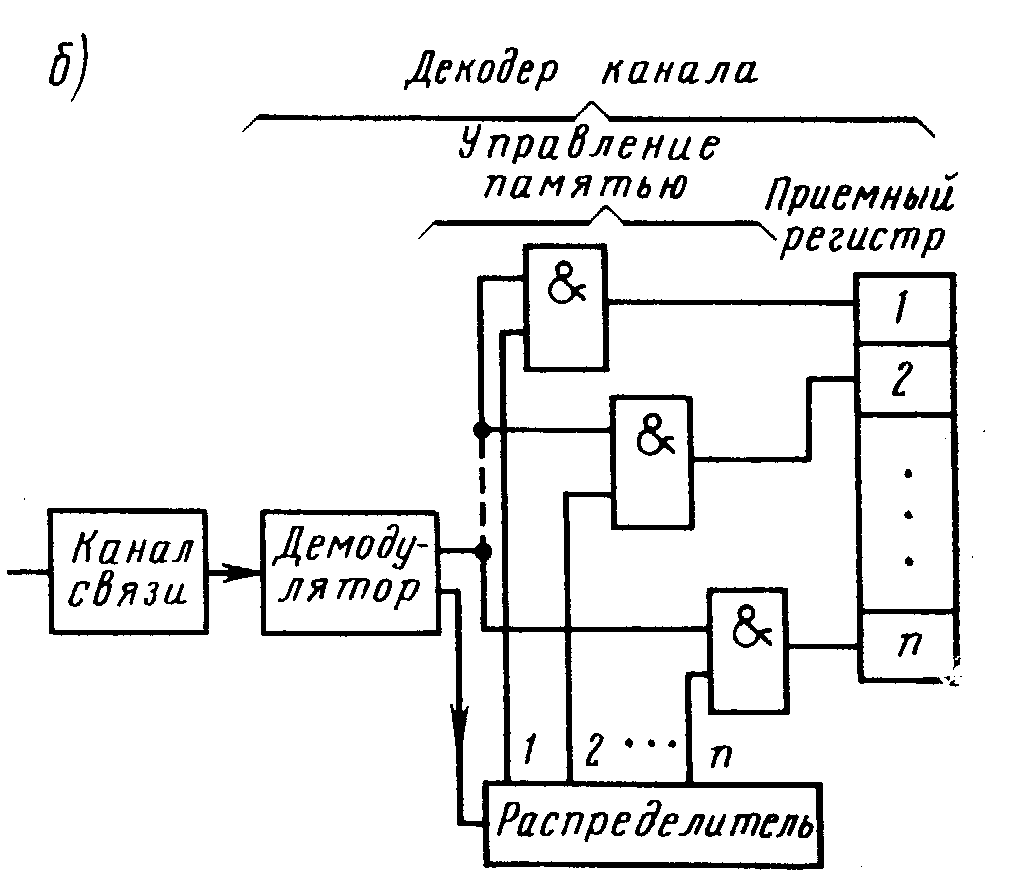 б)
Декодер канала
Управление
памятью
Приемный
регистр
&
1
&
2
Канал
связи
Демоду-
лятор
&
n
1 2 ··· n
Распределитель